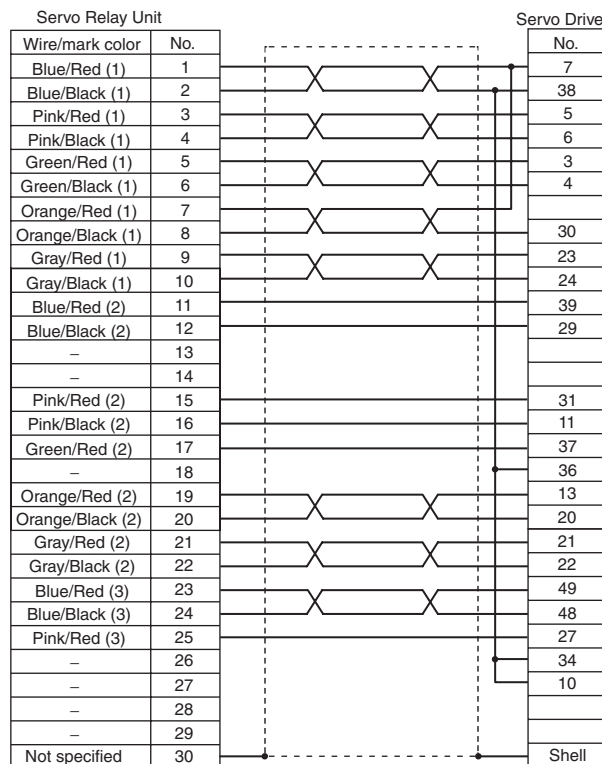 Servo Relay Unit Servo Drive
Wire/mark color No. No.
Blue/Red (1) 1 7
Blue/Black (1) 2 38
Pink/Red (1) 3 5
Pink/Black (1) 4 6
Green/Red (1) 5 3
Green/Black (1) 6 4
Orange/Red (1) 7
Orange/Black (1) 8 30
Gray/Red (1) 9 23
Gray/Black (1) 10 24
Blue/Red (2) 11 39
Blue/Black (2) 12 29
– 13
– 14
Pink/Red (2) 15 31
Pink/Black (2) 16 11
Green/Red (2) 17 37
– 18 36
Orange/Red (2) 19 13
Orange/Black (2) 20 20
Gray/Red (2) 21 21
Gray/Black (2) 22 22
Blue/Red (3) 23 49
Blue/Black (3) 24 48
Pink/Red (3) 25 27
– 26 34
– 27 10
– 28
– 29
Not specified 30 Shell